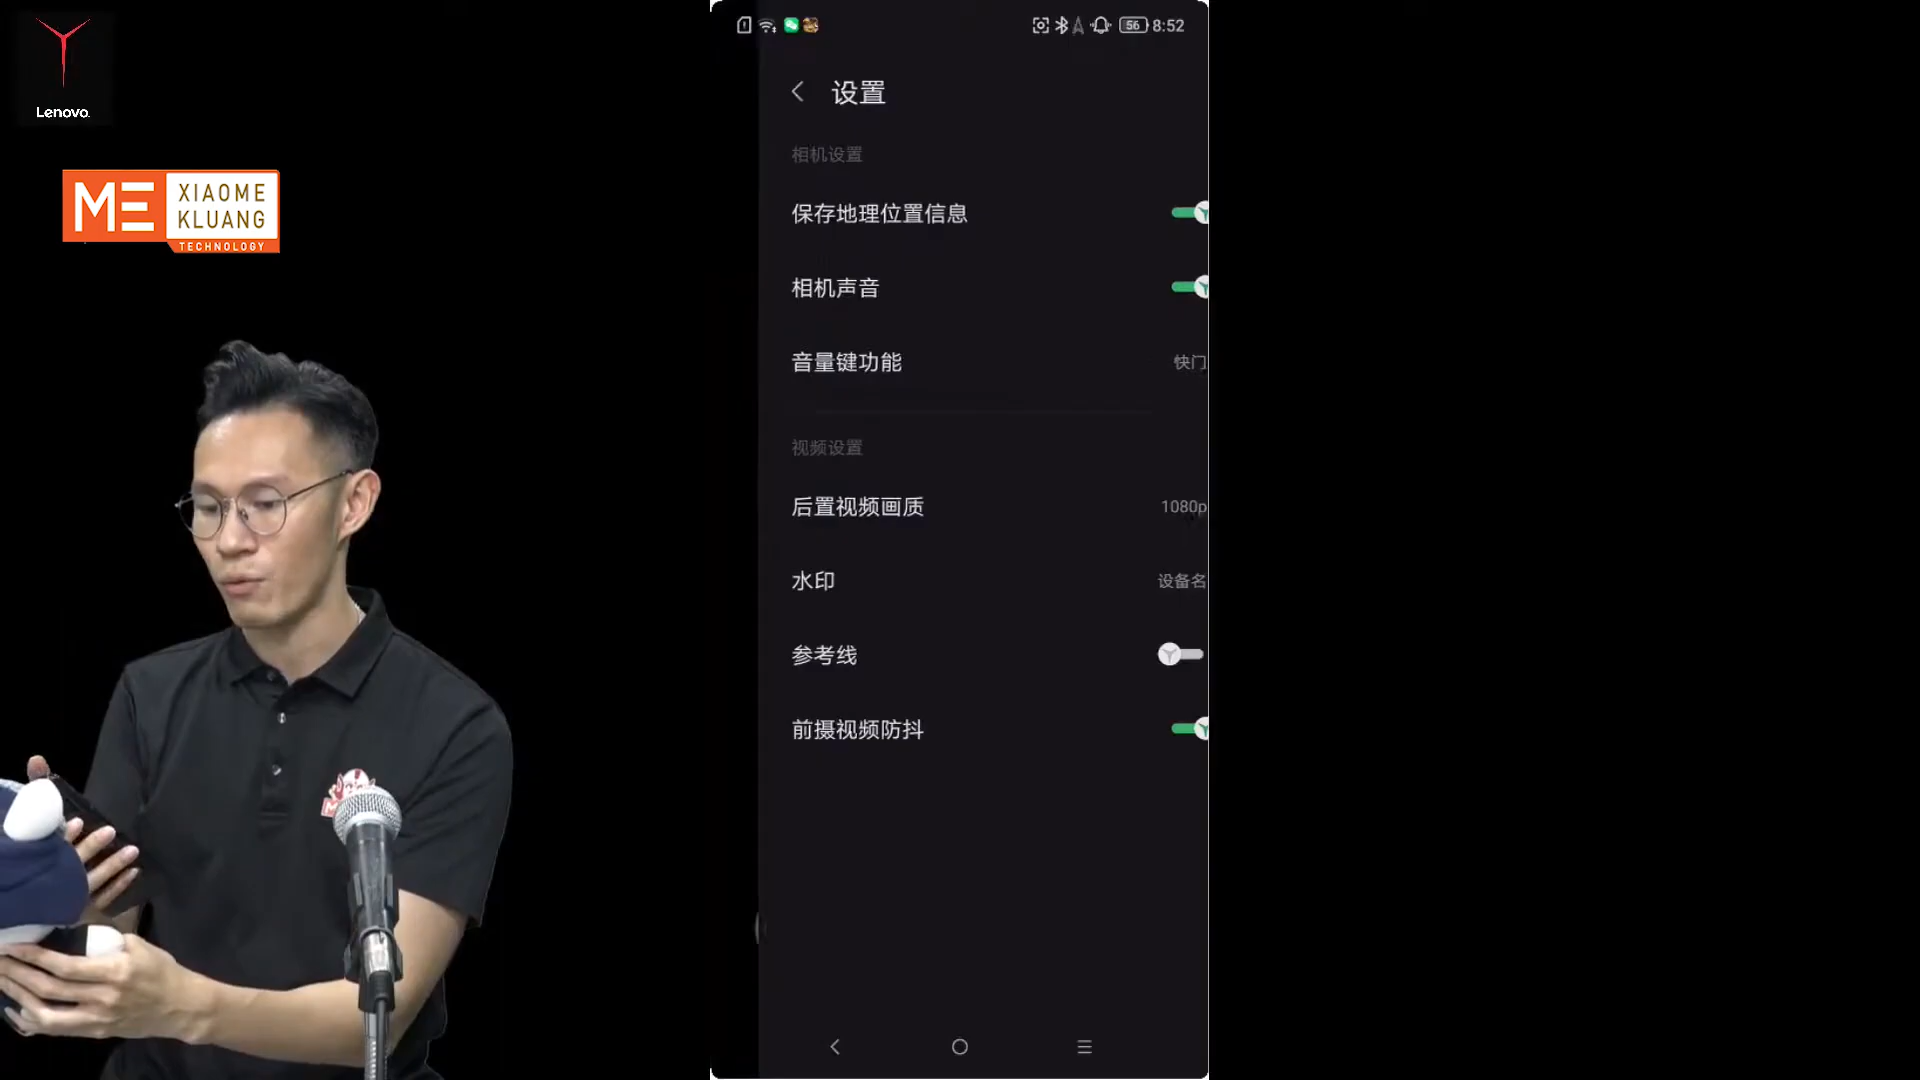 Lenovo
ME XIAOME
KLUANG
TECHNOLOGY
56 8:52
设置
相机设置
保存地理位置信息
相机声音
音量键功能 快门
视频设置
后置视频画质 1080p
水印 设备名
参考线
前摄视频防抖